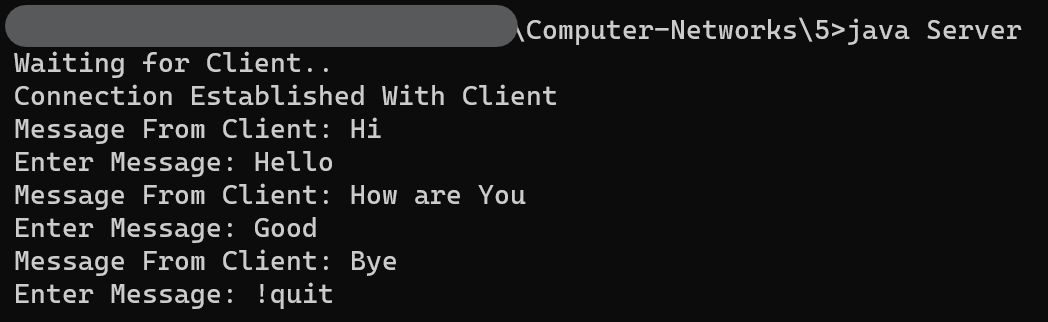 \Computer-Networks\5>java Server
Waiting for Client..
Connection Established With Client
Message From Client: Hi
Enter Message: Hello
Message From Client: How are You
Enter Message: Good
Message From Client: Bye
Enter Message: !quit